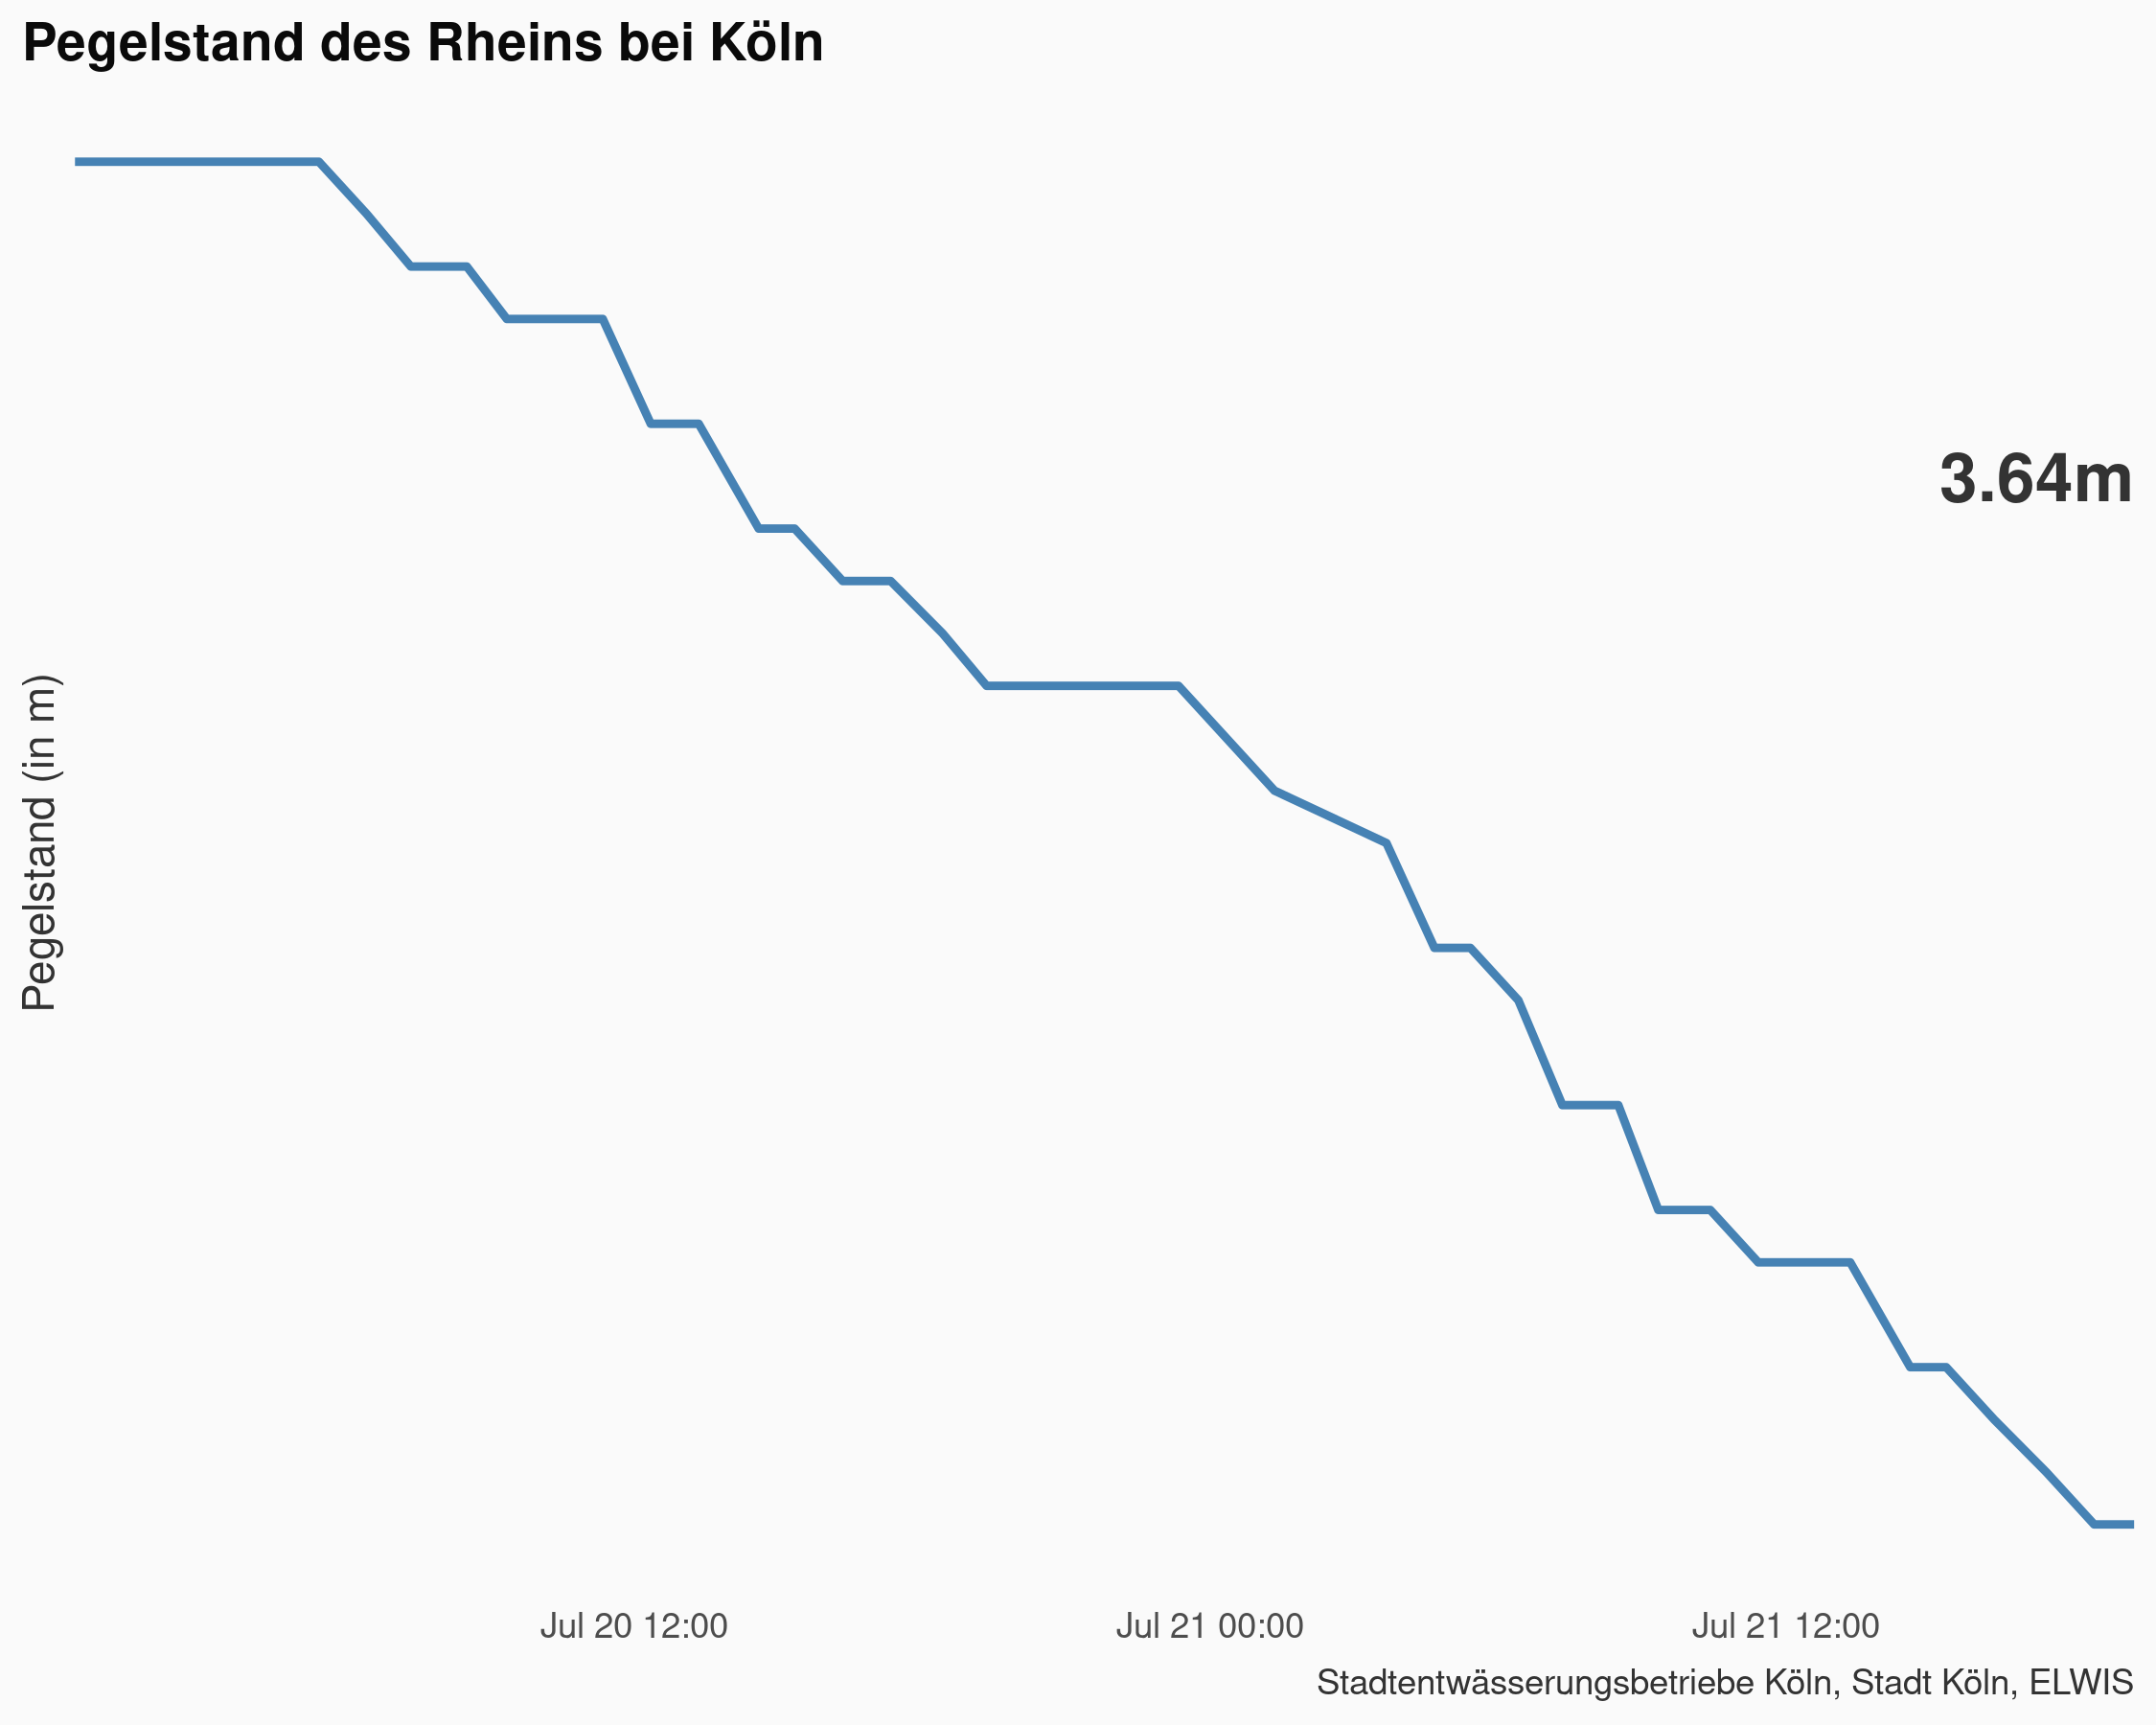 Pegelstand des Rheins bei Köln
3.64m
Pegelstand (in m)
Jul 20 12:00
Jul 21 00:00
Jul 21 12:00
Stadtentwässerungsbetriebe Köln, Stadt Köln, ELWIS